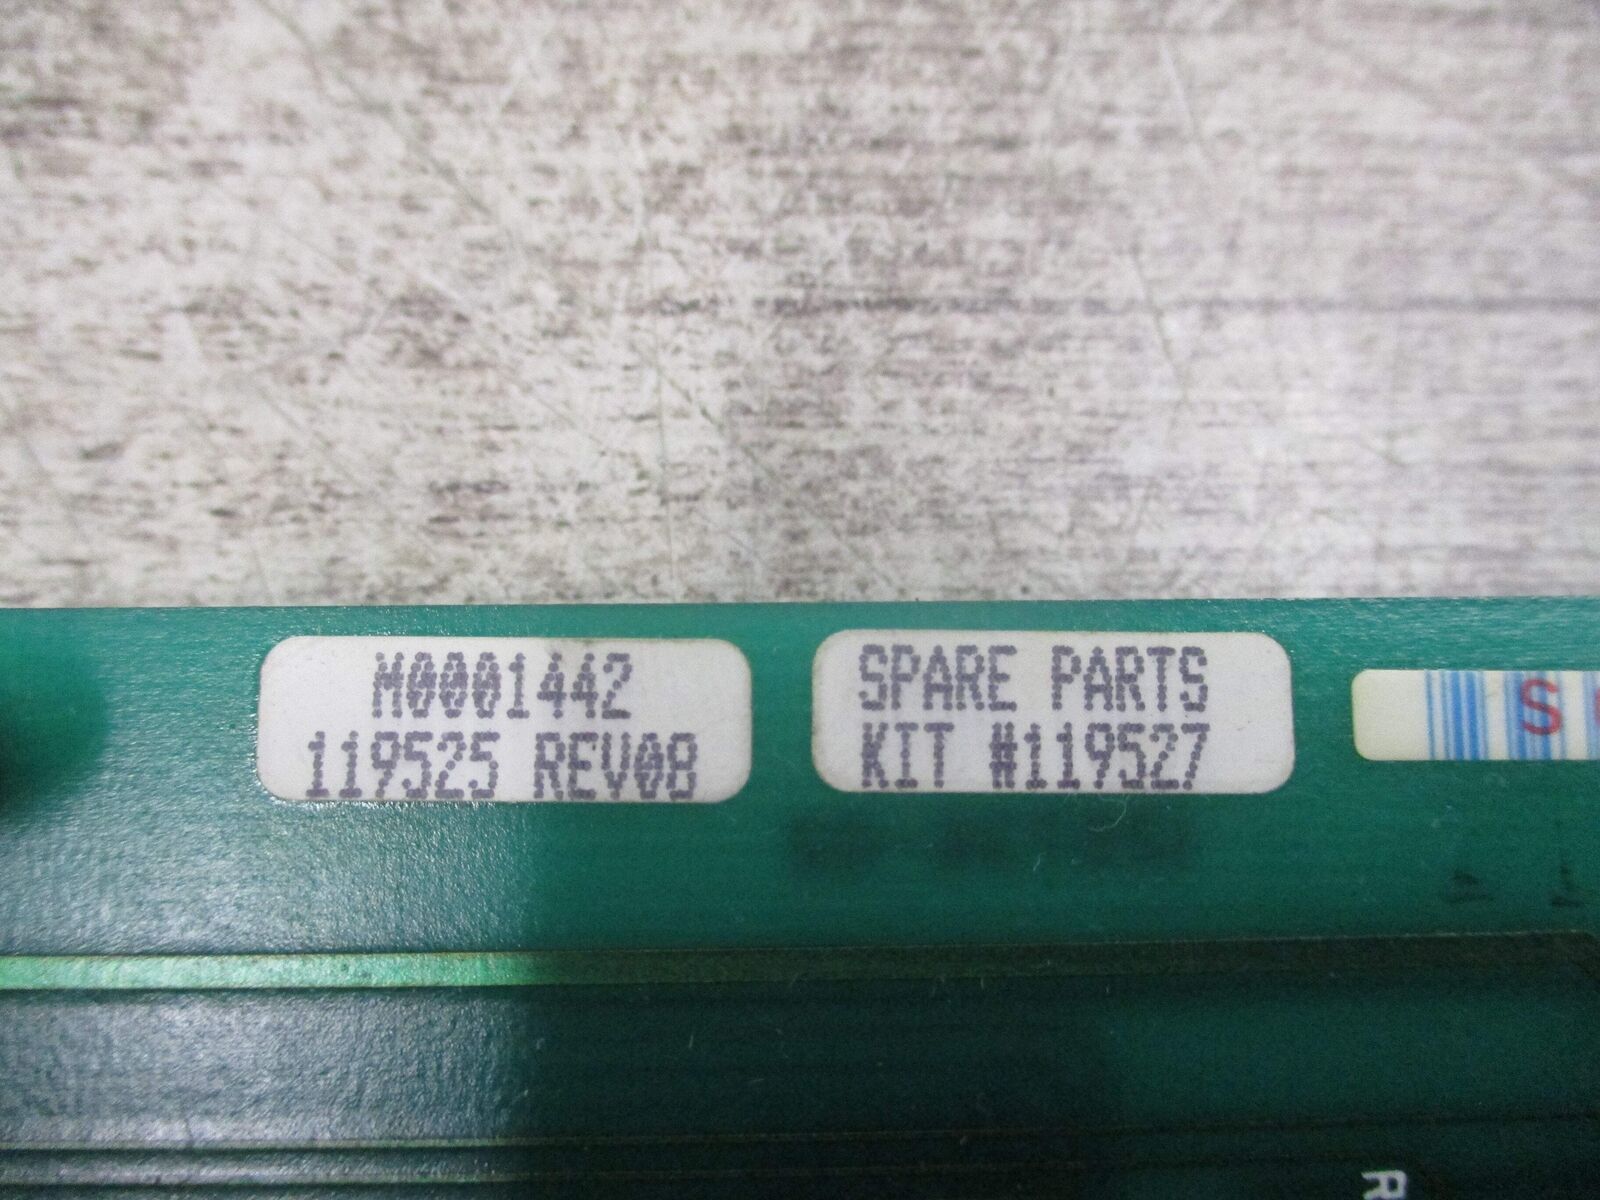 M0001442
119525 REV08
SPARE PARTS
KIT #119527
S
R